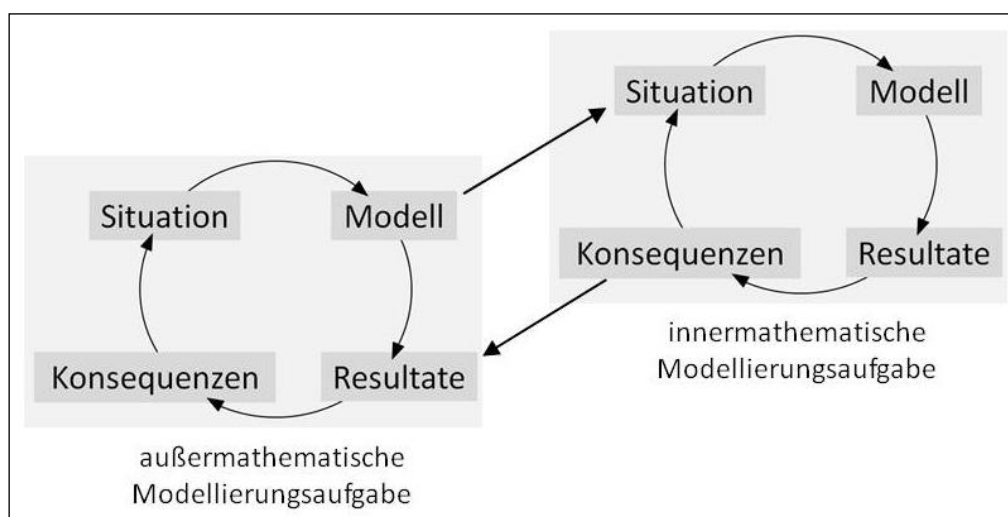 Situation
Modell
Konsequenzen
Resultate
innermathematische
Modellierungsaufgabe
Situation
Modell
Konsequenzen
Resultate
außermathematische
Modellierungsaufgabe